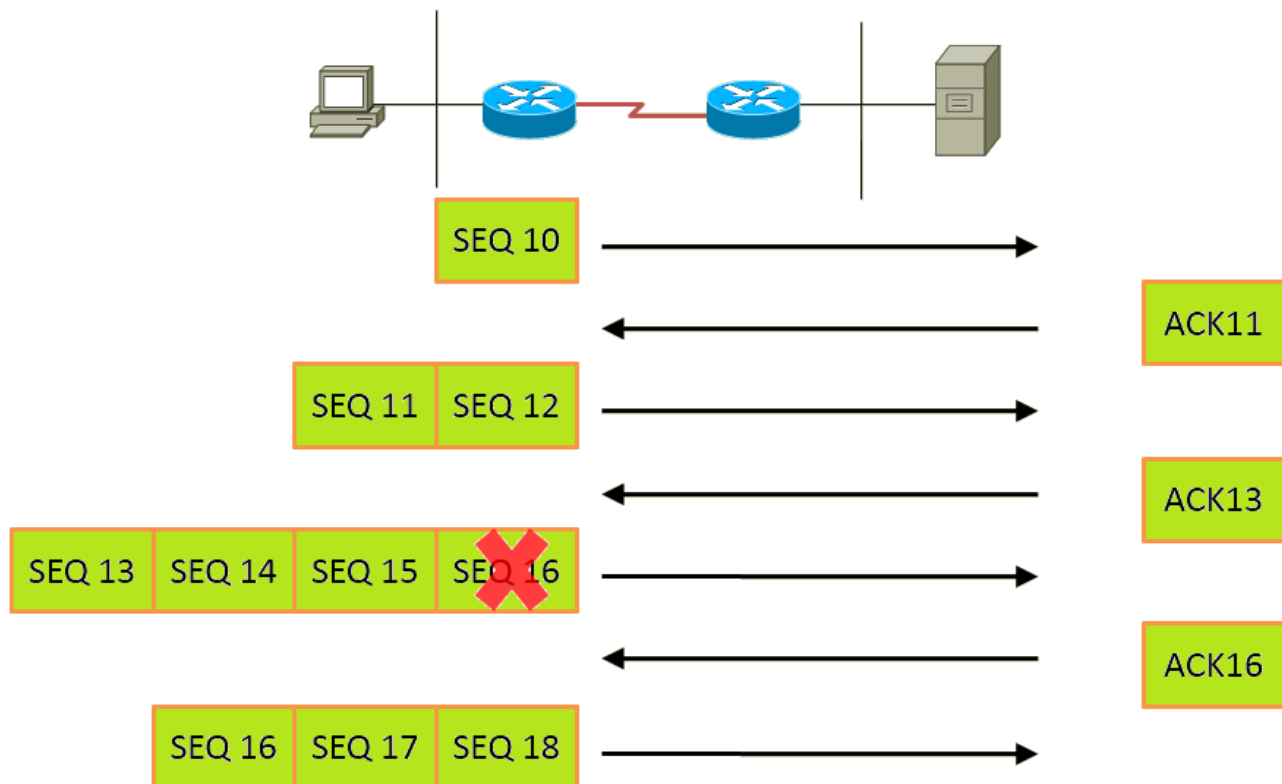 SEQ 10
ACK11
SEQ 11 SEQ 12
ACK13
SEQ 13 SEQ 14 SEQ 15 SEQ 16
ACK16
SEQ 16 SEQ 17 SEQ 18